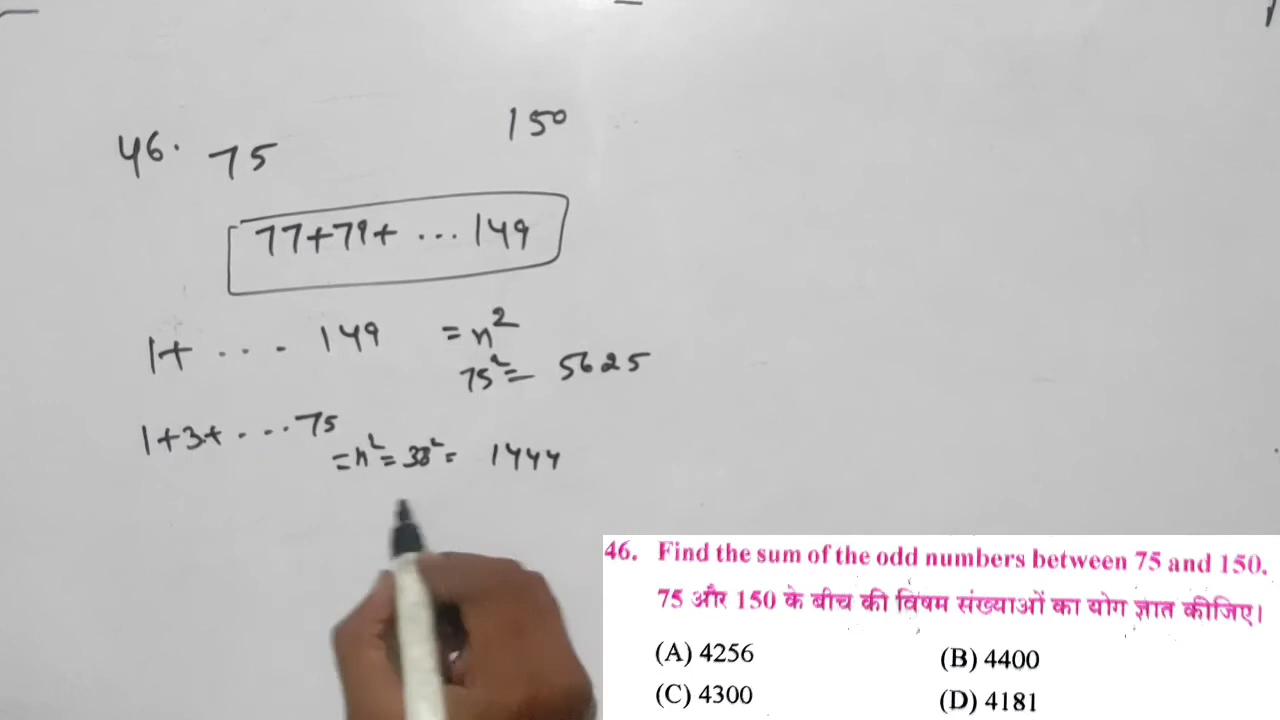 46. 75 150
77+79+ ... 149
1+ .... 149 = n²
75² = 5625
1+3+ ....75
= n² = 38² = 1444
46. Find the sum of the odd numbers between 75 and 150.
75 और 150 के बीच की विषम संख्याओं का योग ज्ञात कीजिए।
(A) 4256 (B) 4400
(C) 4300 (D) 4181